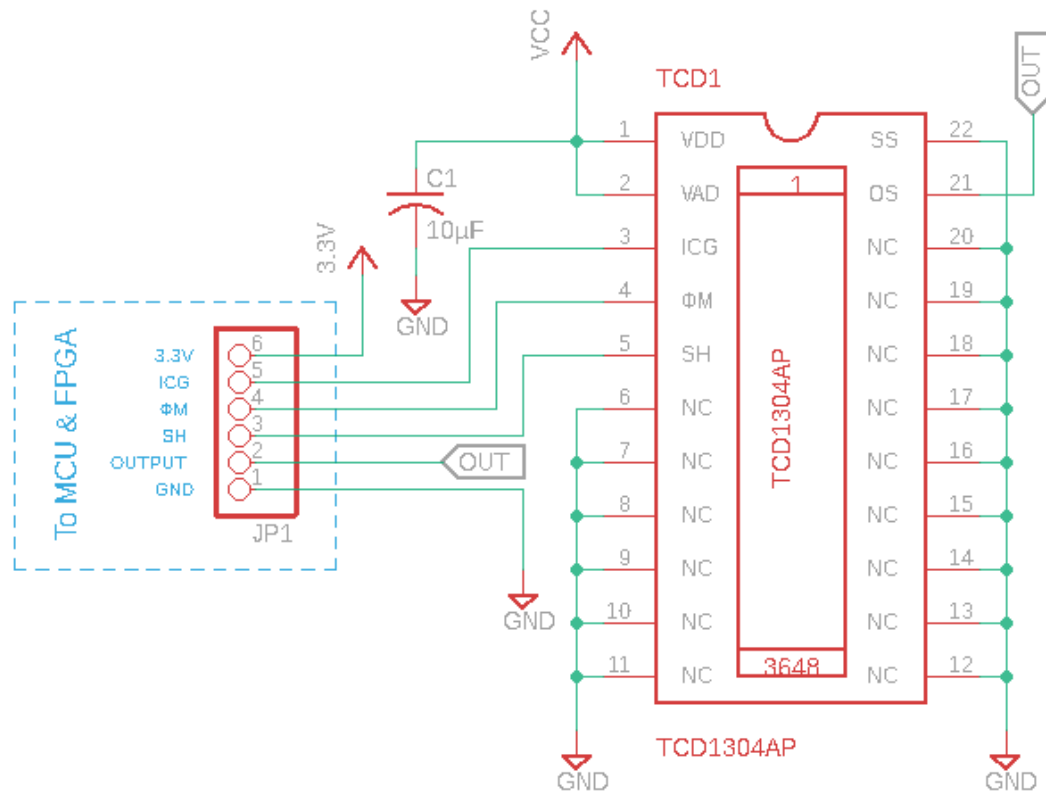 VCC
TCD1
OUT
1 VDD SS 22
2 VAD OS 21
3 ICG NC 20
4 ΦM NC 19
5 SH NC 18
6 NC NC 17
7 NC NC 16
8 NC NC 15
9 NC NC 14
10 NC NC 13
11 NC NC 12
1
TCD1304AP
3648
TCD1304AP
C1
10µF
GND
3.3V
To MCU & FPGA
3.3V 6
ICG 5
ΦM 4
SH 3
OUTPUT 2
GND 1
JP1
OUT
GND
GND
GND